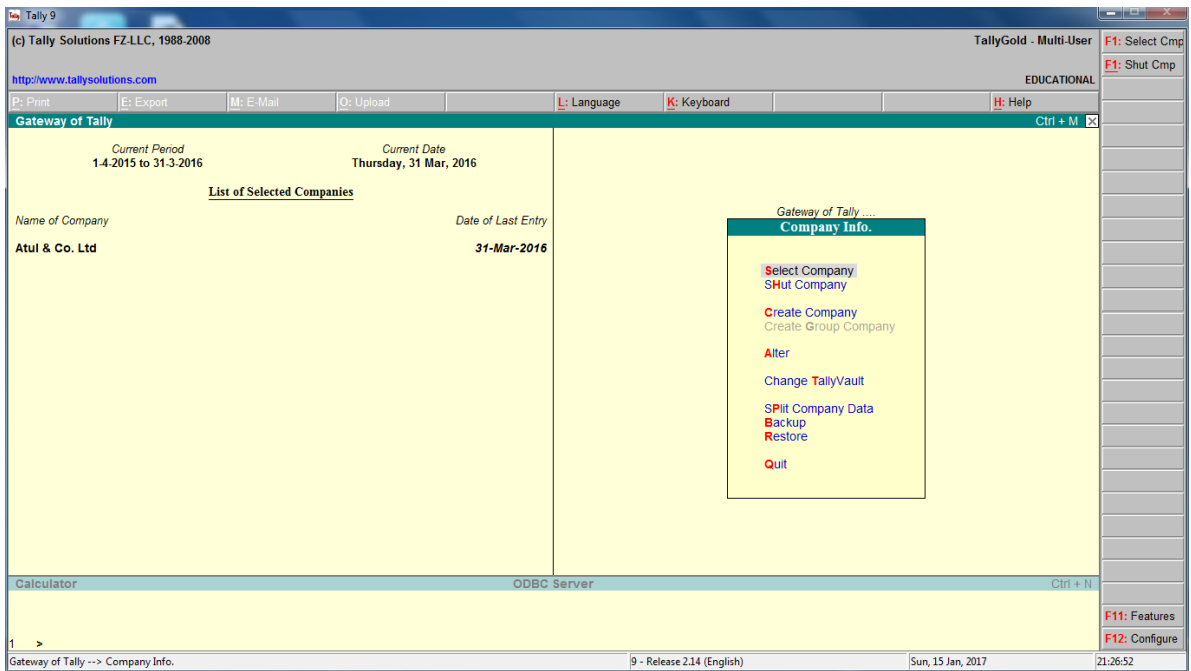 Tally 9
(c) Tally Solutions FZ-LLC, 1988-2008 TallyGold - Multi-User F1: Select Cmp
F1: Shut Cmp
http://www.tallysolutions.com EDUCATIONAL
P: Print E: Export M: E-Mail O: Upload L: Language K: Keyboard H: Help
Gateway of Tally Ctrl + M
Current Period Current Date
1-4-2015 to 31-3-2016 Thursday, 31 Mar, 2016
List of Selected Companies
Name of Company Date of Last Entry
Atul & Co. Ltd 31-Mar-2016
Gateway of Tally ....
Company Info.
Select Company
SHut Company
Create Company
Create Group Company
Alter
Change TallyVault
SPlit Company Data
Backup
Restore
Quit
Calculator ODBC Server Ctrl + N
F11: Features
1 > F12: Configure
Gateway of Tally --> Company Info. 9 - Release 2.14 (English) Sun, 15 Jan, 2017 21:26:52